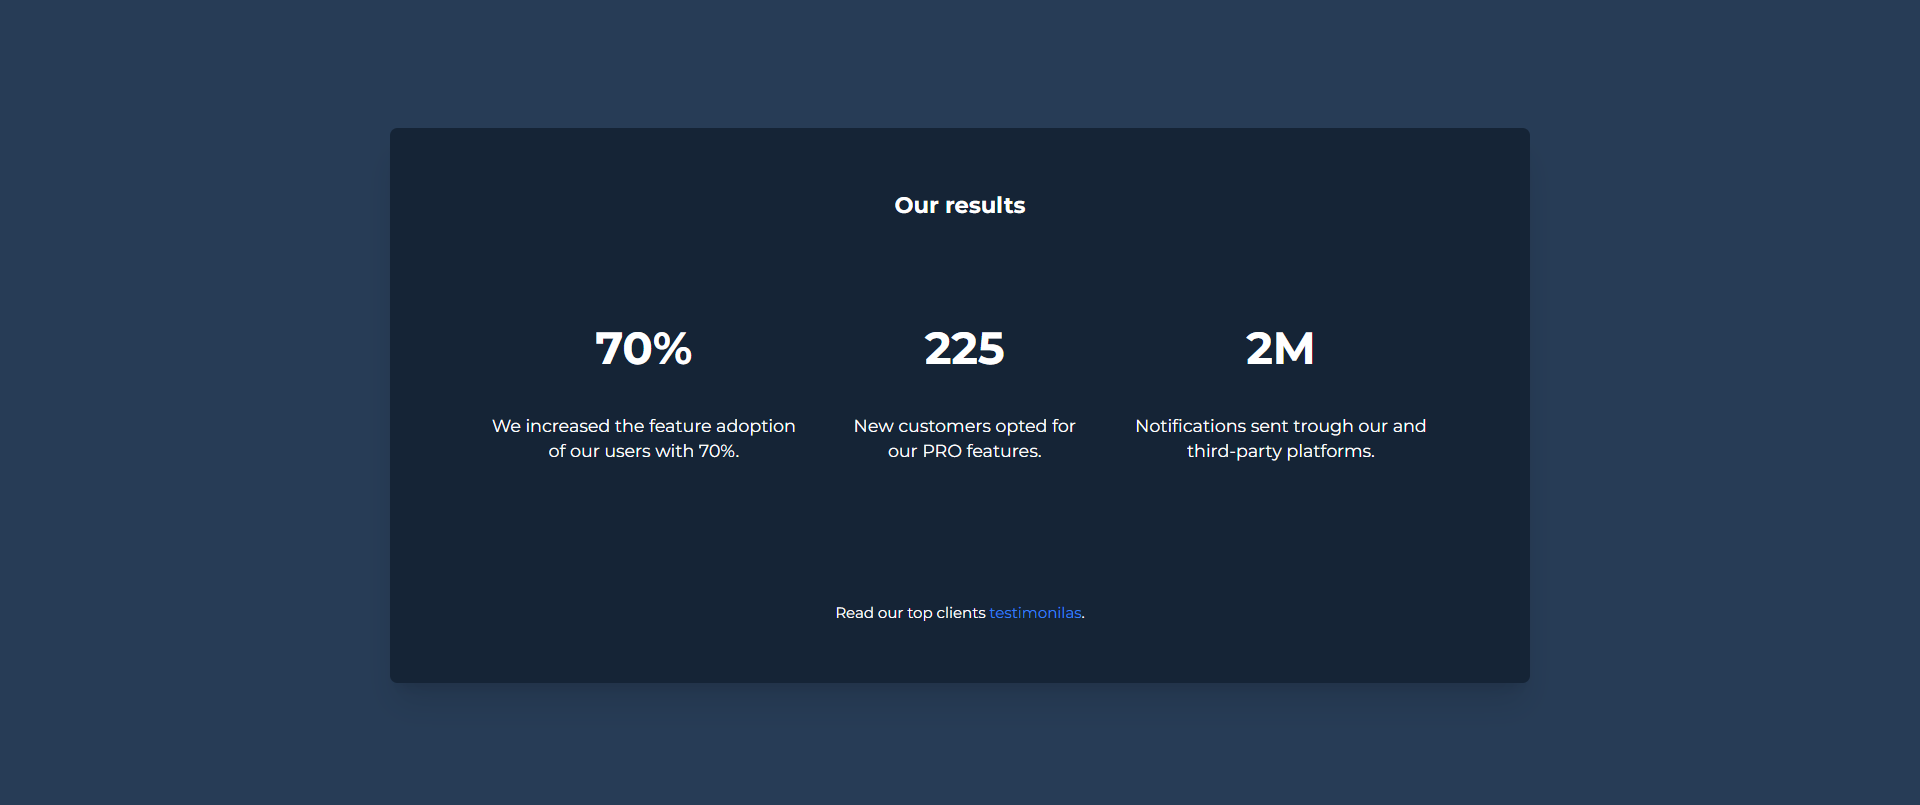 Our results
70%
225
2M
We increased the feature adoption
of our users with 70%.
New customers opted for
our PRO features.
Notifications sent trough our and
third-party platforms.
Read our top clients testimonilas.